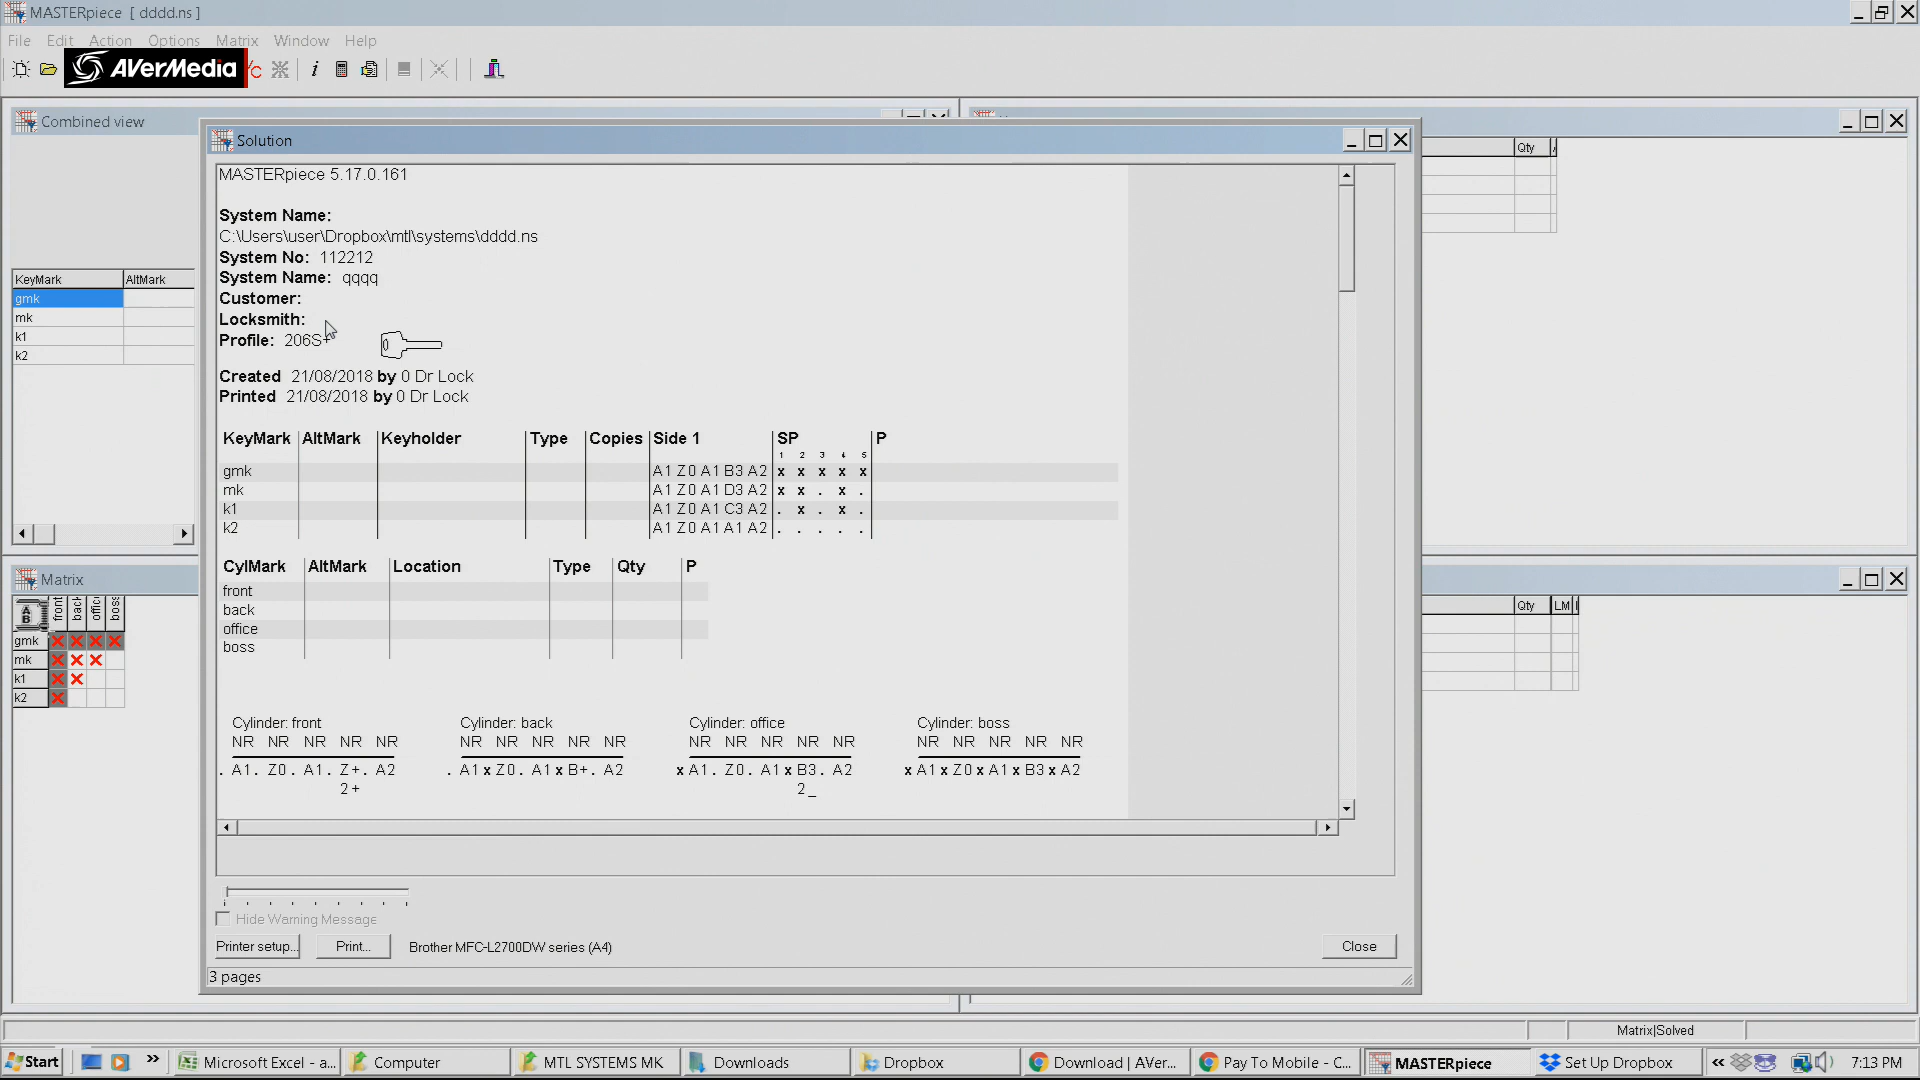 MASTERpiece [ dddd.ns ]
File Edit Action Options Matrix Window Help
AVerMedia
Combined view
Solution
Qty
MASTERpiece 5.17.0.161
System Name:
C:\Users\user\Dropbox\mtl\systems\dddd.ns
System No: 112212
System Name: qqqq
Customer:
Locksmith:
Profile: 206S+
Created 21/08/2018 by 0 Dr Lock
Printed 21/08/2018 by 0 Dr Lock
KeyMark AltMark
gmk
mk
k1
k2
KeyMark AltMark Keyholder Type Copies Side 1 SP P
1 2 3 4 5
gmk A1 Z0 A1 B3 A2 x x x x x
mk A1 Z0 A1 D3 A2 x x . x .
k1 A1 Z0 A1 C3 A2 . x . x .
k2 A1 Z0 A1 A1 A2 . . . . .
CylMark AltMark Location Type Qty P
front
back
office
boss
Matrix
front back office boss
gmk
mk
k1
k2
Qty LM
Cylinder: front Cylinder: back Cylinder: office Cylinder: boss
NR NR NR NR NR NR NR NR NR NR NR NR NR NR NR NR NR NR NR NR
. A1. Z0. A1. Z+. A2 . A1 x Z0. A1 x B+. A2 x A1. Z0. A1 x B3. A2 x A1 x Z0 x A1 x B3 x A2
2+ 2_
Hide Warning Message
Printer setup... Print... Brother MFC-L2700DW series (A4) Close
3 pages
Matrix|Solved
Start » Microsoft Excel - a... Computer MTL SYSTEMS MK Downloads Dropbox Download | AVer... Pay To Mobile - C... MASTERpiece Set Up Dropbox « 7:13 PM